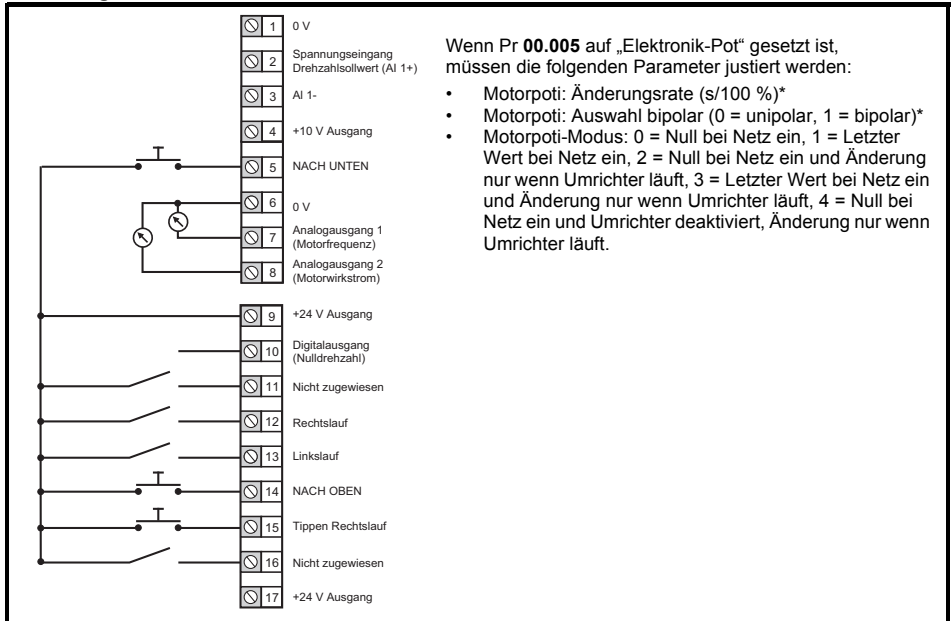 1 0 V
2 Spannungseingang
Drehzahlsollwert (AI 1+)
3 AI 1-
4 +10 V Ausgang
5 NACH UNTEN
6 0 V
7 Analogausgang 1
(Motorfrequenz)
8 Analogausgang 2
(Motorwirkstrom)
9 +24 V Ausgang
10 Digitalausgang
(Nulldrehzahl)
11 Nicht zugewiesen
12 Rechtslauf
13 Linkslauf
14 NACH OBEN
15 Tippen Rechtslauf
16 Nicht zugewiesen
17 +24 V Ausgang
Wenn Pr 00.005 auf „Elektronik-Pot“ gesetzt ist,
müssen die folgenden Parameter justiert werden:
• Motorpoti: Änderungsrate (s/100 %)*
• Motorpoti: Auswahl bipolar (0 = unipolar, 1 = bipolar)*
• Motorpoti-Modus: 0 = Null bei Netz ein, 1 = Letzter
Wert bei Netz ein, 2 = Null bei Netz ein und Änderung
nur wenn Umrichter läuft, 3 = Letzter Wert bei Netz ein
und Änderung nur wenn Umrichter läuft, 4 = Null bei
Netz ein und Umrichter deaktiviert, Änderung nur wenn
Umrichter läuft.